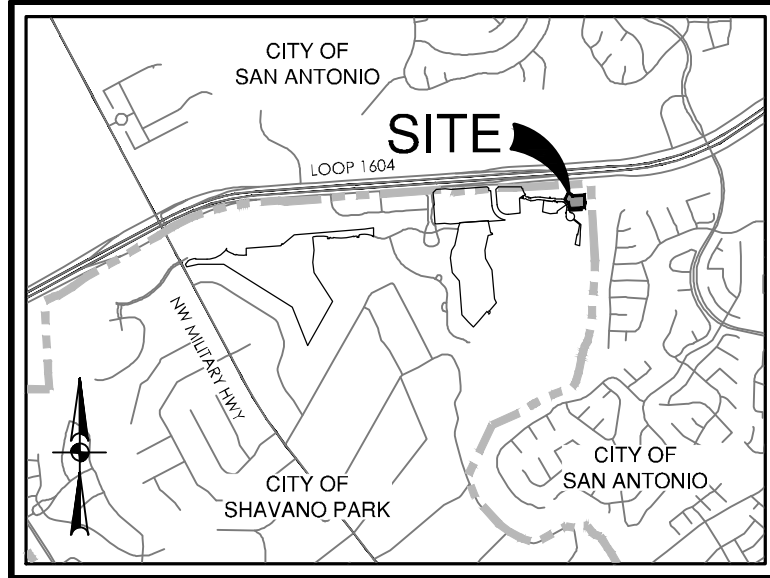 CITY OF
SAN ANTONIO
SITE
LOOP 1604
NW MILITARY HWY
CITY OF
SHAVANO PARK
CITY OF
SAN ANTONIO